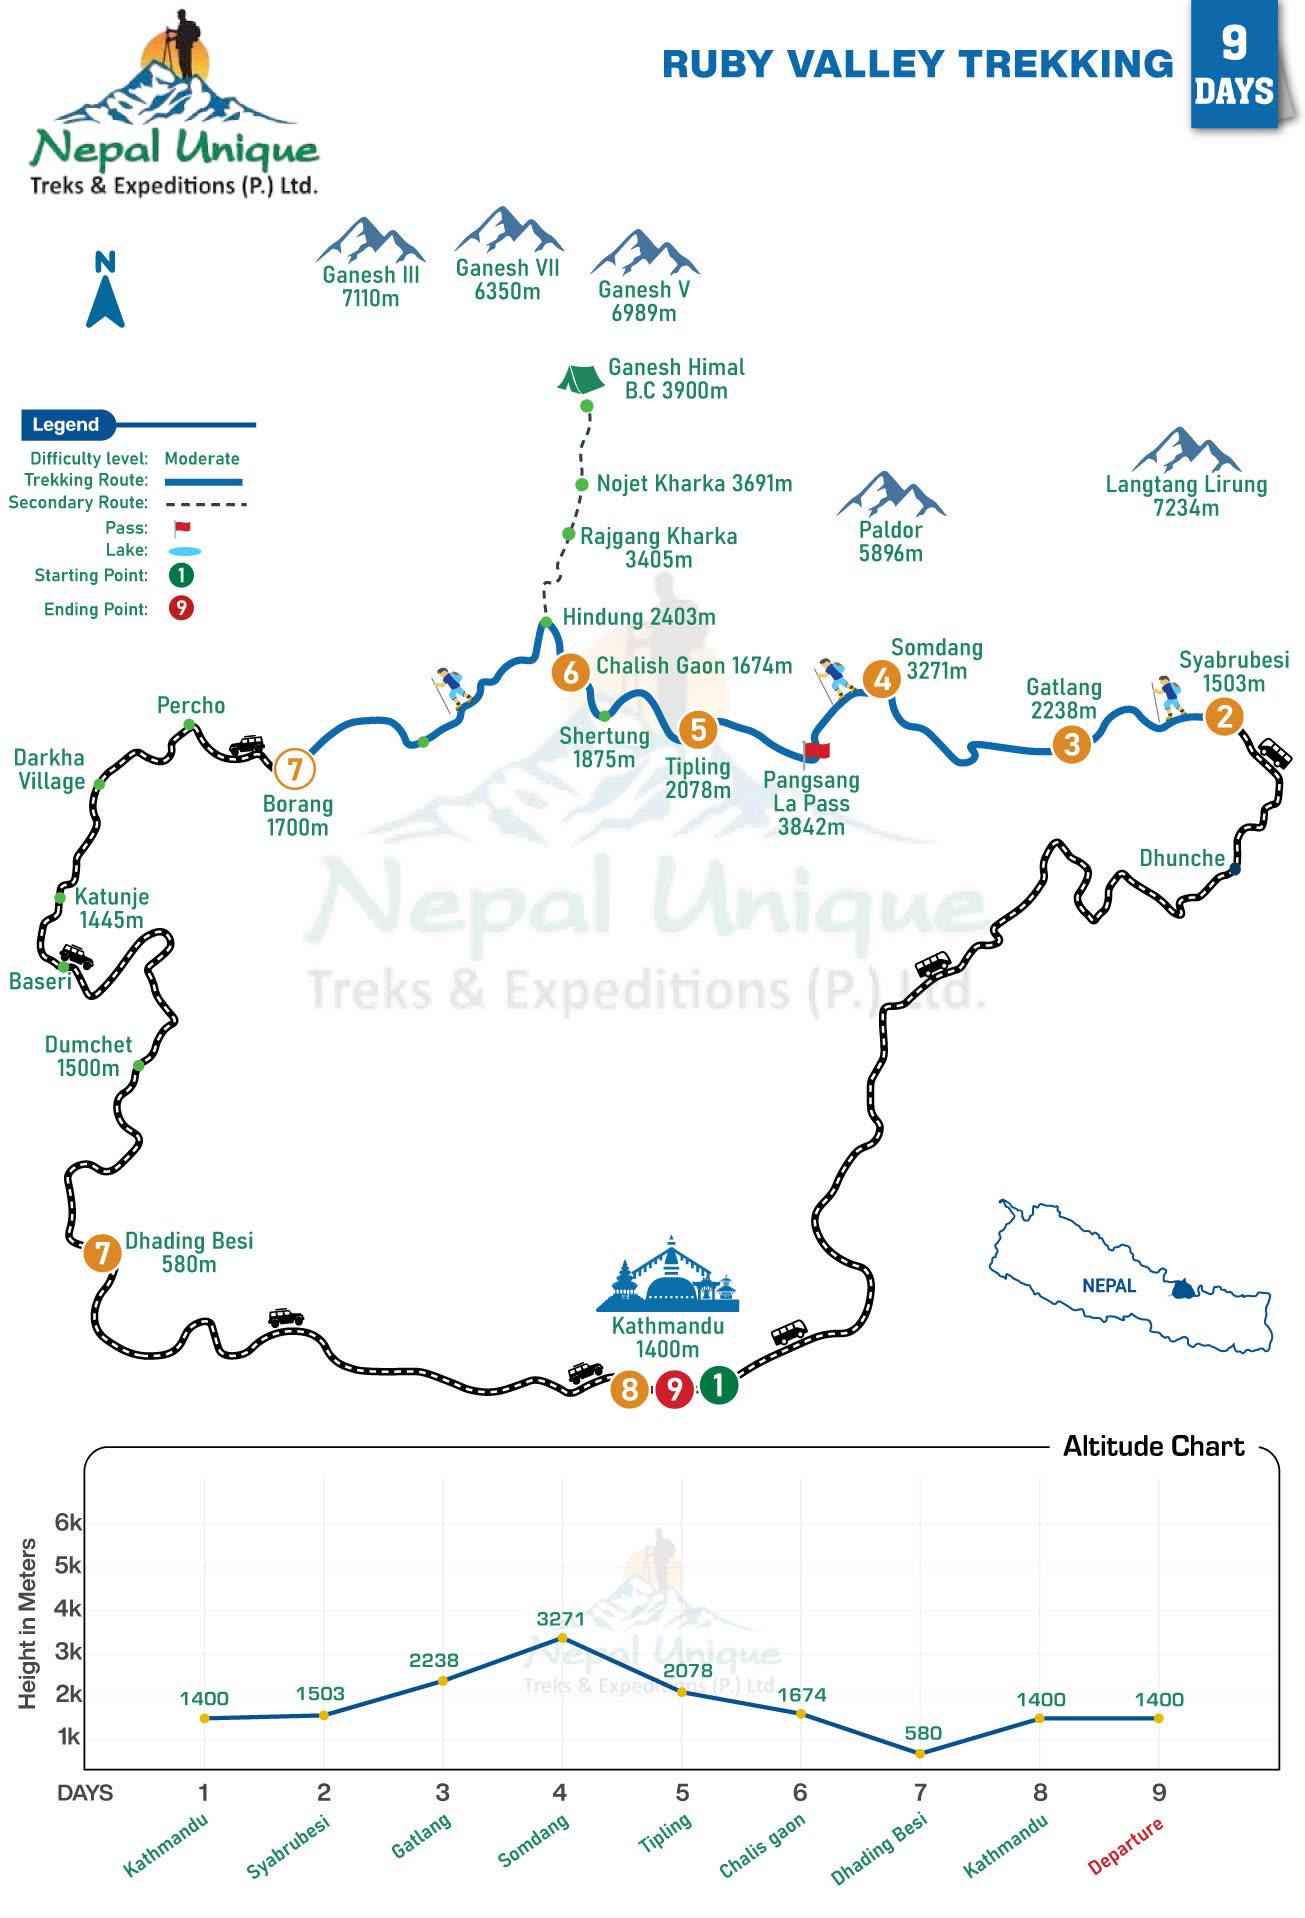 RUBY VALLEY TREKKING
9
DAYS
Nepal Unique
Treks & Expeditions (P.) Ltd.
N
Ganesh III
7110m
Ganesh VII
6350m
Ganesh V
6989m
Ganesh Himal
B.C 3900m
Legend
Difficulty level: Moderate
Trekking Route:
Secondary Route:
Pass:
Lake:
Starting Point: 1
Ending Point: 9
Nojet Kharka 3691m
Rajgang Kharka
3405m
Langtang Lirung
7234m
Paldor
5896m
Hindung 2403m
6
Chalish Gaon 1674m
4
Somdang
3271m
Syabrubesi
1503m
2
Gatlang
2238m
3
Percho
Darkha
Village
7
Borang
1700m
Shertung
1875m
5
Tipling
2078m
Pangsang
La Pass
3842m
Dhunche
Katunje
1445m
Baseri
Nepal Unique
Treks & Expeditions (P.) Ltd.
Dumchet
1500m
7
Dhading Besi
580m
NEPAL
Kathmandu
1400m
8
9
1
Altitude Chart
Height in Meters
6k
5k
4k
3k
2k
1k
1400
1503
2238
3271
2078
1674
580
1400
1400
Nepal Unique
Treks & Expeditions (P.) Ltd.
DAYS 1 2 3 4 5 6 7 8 9
Kathmandu
Syabrubesi
Gatlang
Somdang
Tipling
Chalis gaon
Dhading Besi
Kathmandu
Departure